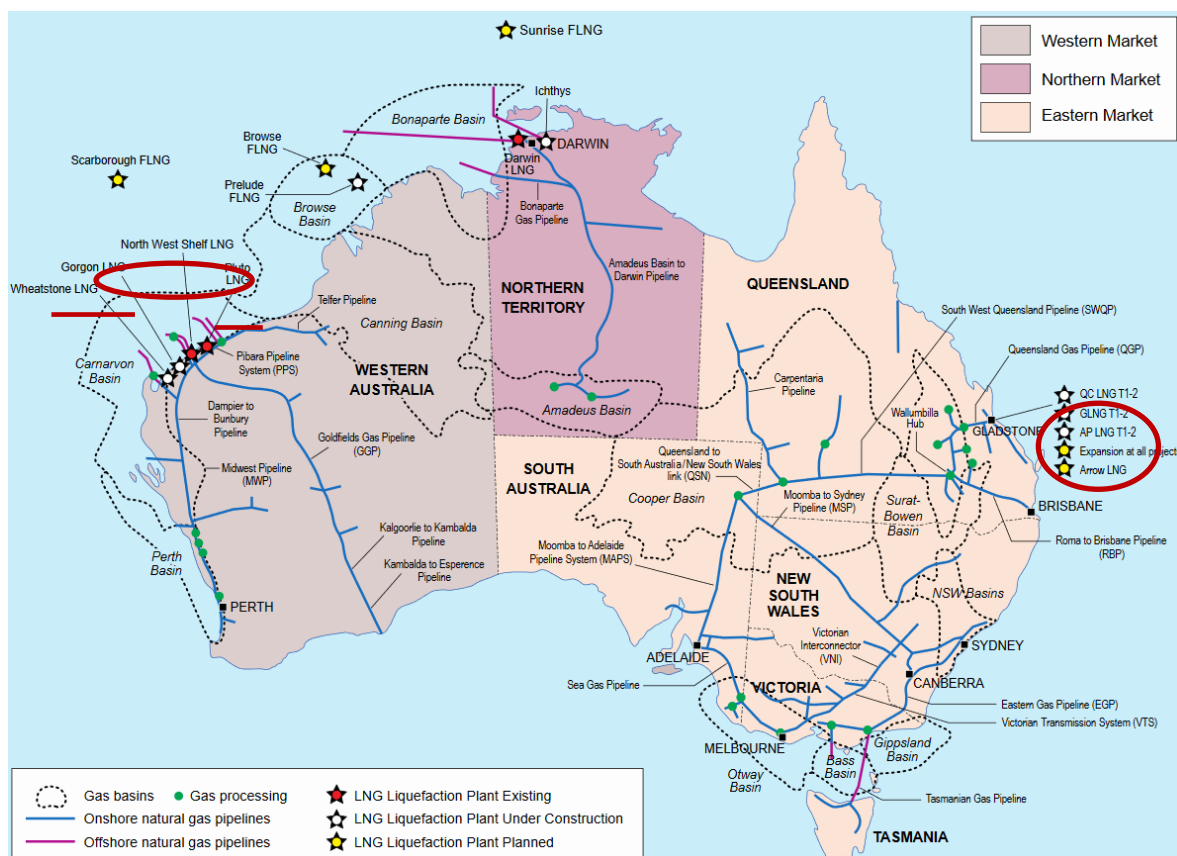 Western Market
Northern Market
Eastern Market
Sunrise FLNG
Ichthys
Bonaparte Basin
Browse
FLNG
DARWIN
Darwin
LNG
Scarborough FLNG
Prelude
FLNG
Browse
Basin
Bonaparte
Gas Pipeline
North West Shelf LNG
Gorgon LNG
Pluto
LNG
Wheatstone LNG
Amadeus Basin
to Darwin Pipeline
NORTHERN
TERRITORY
QUEENSLAND
Telfer Pipeline
Canning Basin
South West Queensland Pipeline (SWQP)
Carnarvon
Basin
Pibara Pipeline
System (PPS)
WESTERN
AUSTRALIA
Queensland Gas Pipeline (QGP)
Carpentaria
Pipeline
Dampier to
Bunbury
Pipeline
Amadeus Basin
Wallumbilla
Hub
QC LNG T1-2
GLNG T1-2
GLADSTONE
AP LNG T1-2
Expansion at all project
Arrow LNG
Goldfields Gas Pipeline
(GGP)
Midwest Pipeline
(MWP)
SOUTH
AUSTRALIA
Queensland to
South Australia/New South Wales
link (QSN)
Cooper Basin
Moomba to Sydney
Pipeline (MSP)
Surat-
Bowen
Basin
BRISBANE
Kalgoorlie to Kambalda
Pipeline
Moomba to Adelaide
Pipeline System (MAPS)
Roma to Brisbane Pipeline
(RBP)
Perth
Basin
Kambalda to Esperence
Pipeline
NEW
SOUTH
WALES
NSW Basins
PERTH
Victorian
Interconnector
(VNI)
SYDNEY
ADELAIDE
CANBERRA
Sea Gas Pipeline
VICTORIA
Eastern Gas Pipeline (EGP)
Victorian Transmission System (VTS)
MELBOURNE
Gippsland
Basin
Bass
Basin
Otway
Basin
Tasmanian Gas Pipeline
TASMANIA
Gas basins
Gas processing
LNG Liquefaction Plant Existing
Onshore natural gas pipelines
LNG Liquefaction Plant Under Construction
Offshore natural gas pipelines
LNG Liquefaction Plant Planned